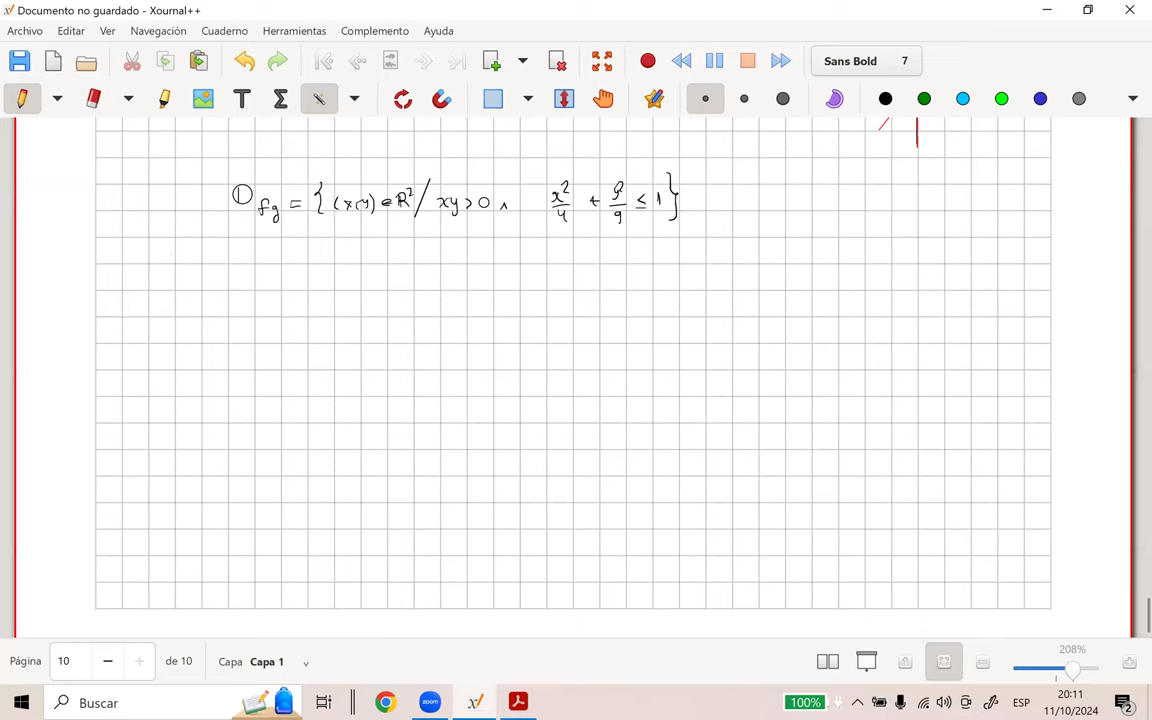 Documento no guardado - Xournal++
Archivo Editar Ver Navegación Cuaderno Herramientas Complemento Ayuda
Sans Bold 7
① fg = { (x,y) ∈ ℝ² / xy > 0 ∧ x²/4 + y²/9 ≤ 1 }
Página 10 de 10 Capa Capa 1 208%
Buscar 100% ESP 20:11 11/10/2024 2